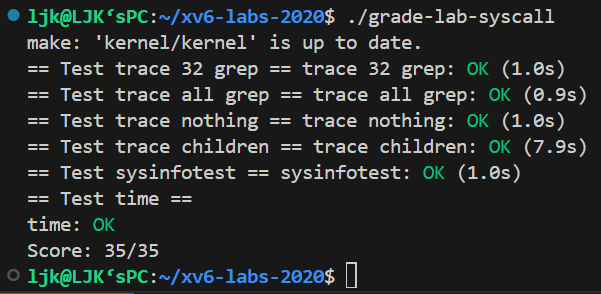 ljk@LJK‘sPC:~/xv6-labs-2020$ ./grade-lab-syscall
make: 'kernel/kernel' is up to date.
== Test trace 32 grep == trace 32 grep: OK (1.0s)
== Test trace all grep == trace all grep: OK (0.9s)
== Test trace nothing == trace nothing: OK (1.0s)
== Test trace children == trace children: OK (7.9s)
== Test sysinfotest == sysinfotest: OK (1.0s)
== Test time ==
time: OK
Score: 35/35
ljk@LJK‘sPC:~/xv6-labs-2020$